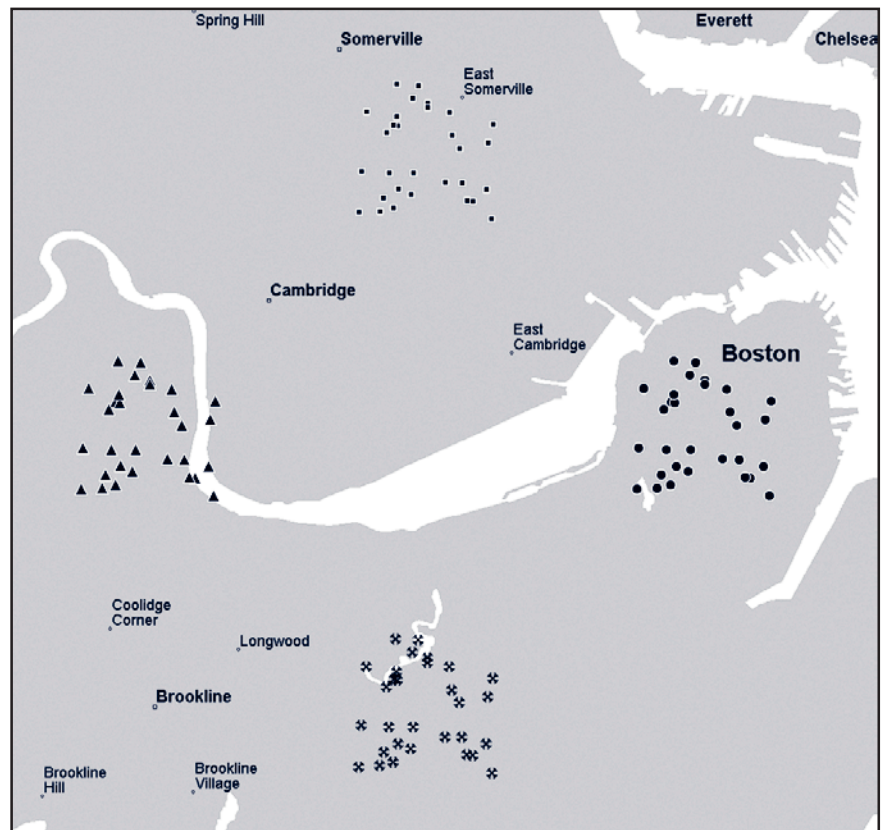 Spring Hill
Everett
Somerville
Chelsea
East
Somerville
Cambridge
East
Cambridge
Boston
Coolidge
Corner
Longwood
Brookline
Brookline
Hill
Brookline
Village